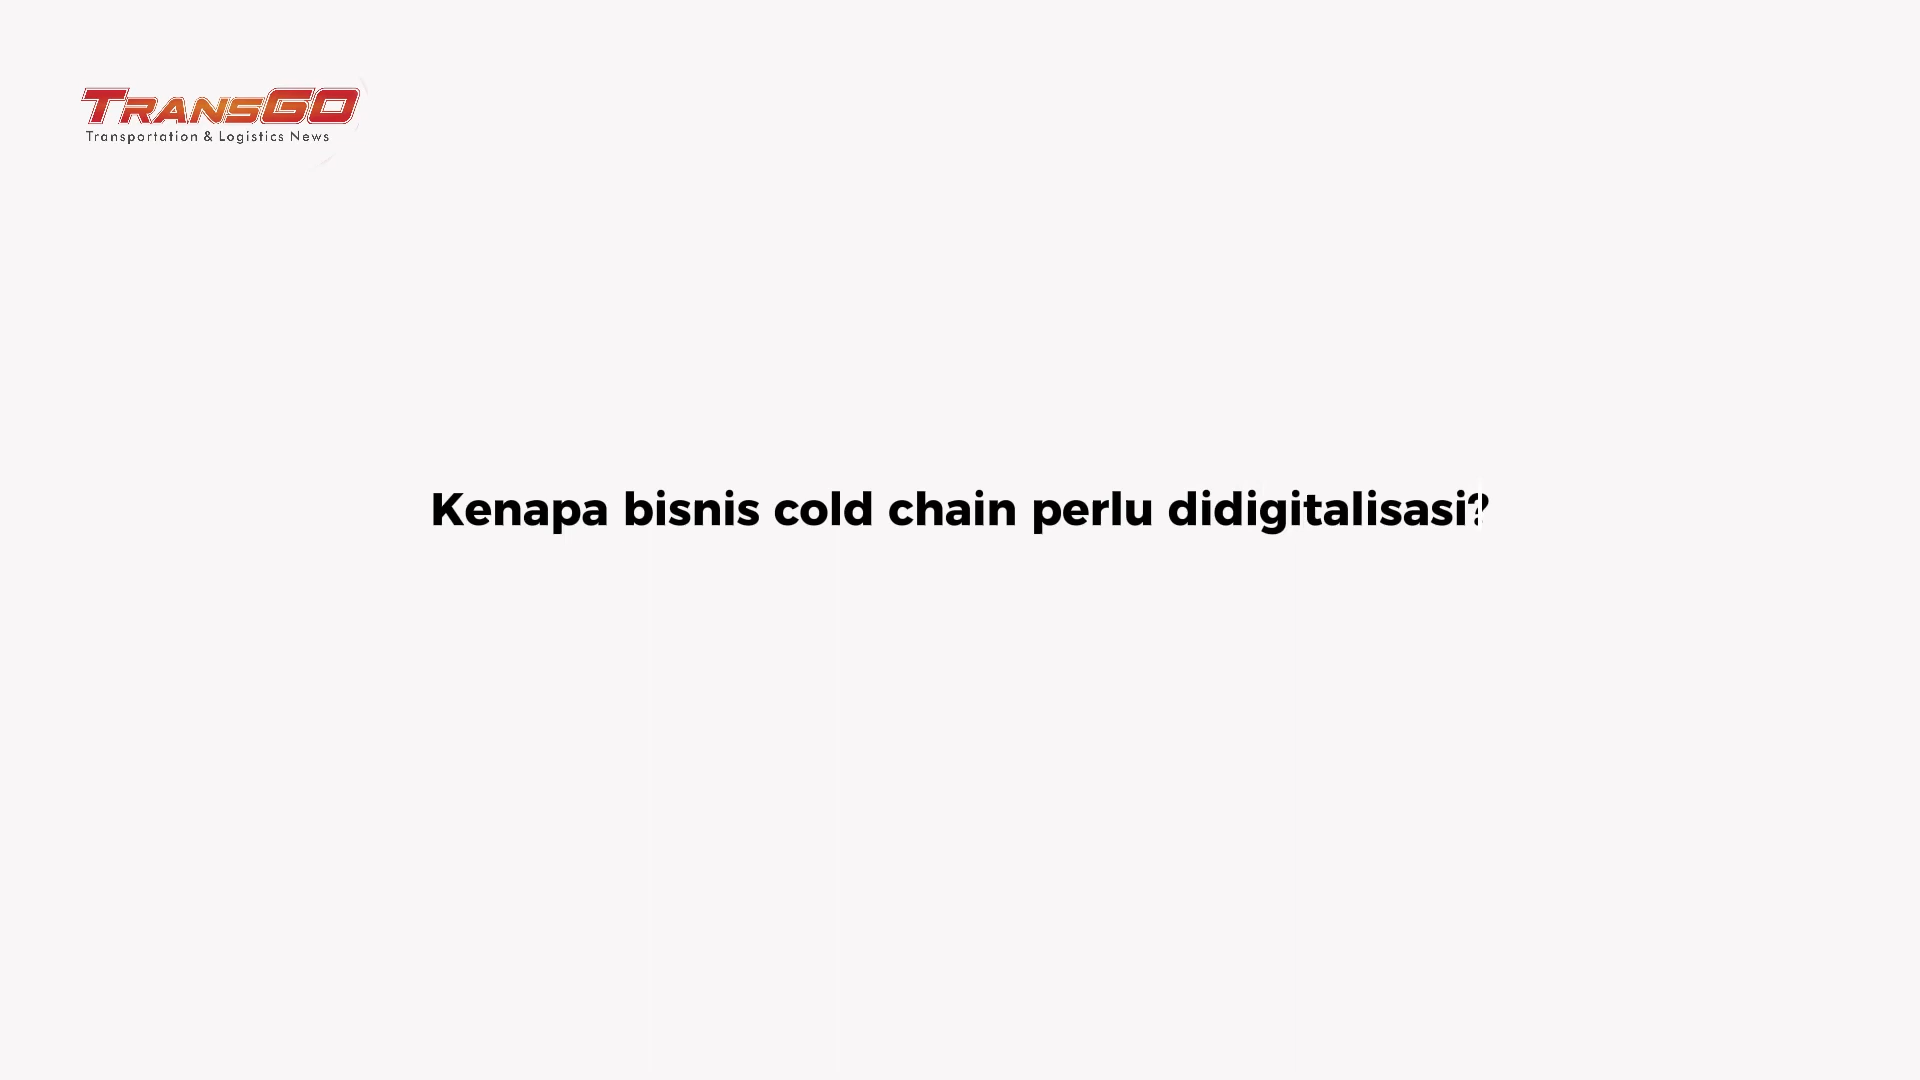 TRANSGO
Transportation & Logistics News
Kenapa bisnis cold chain perlu didigitalisasi?